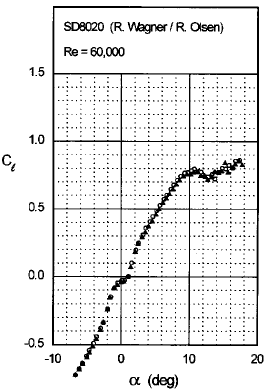 SD8020 (R. Wagner / R. Olsen)
Re = 60,000
1.5
1.0
Cℓ
0.5
0.0
-0.5
-10 0 10 20
α (deg)